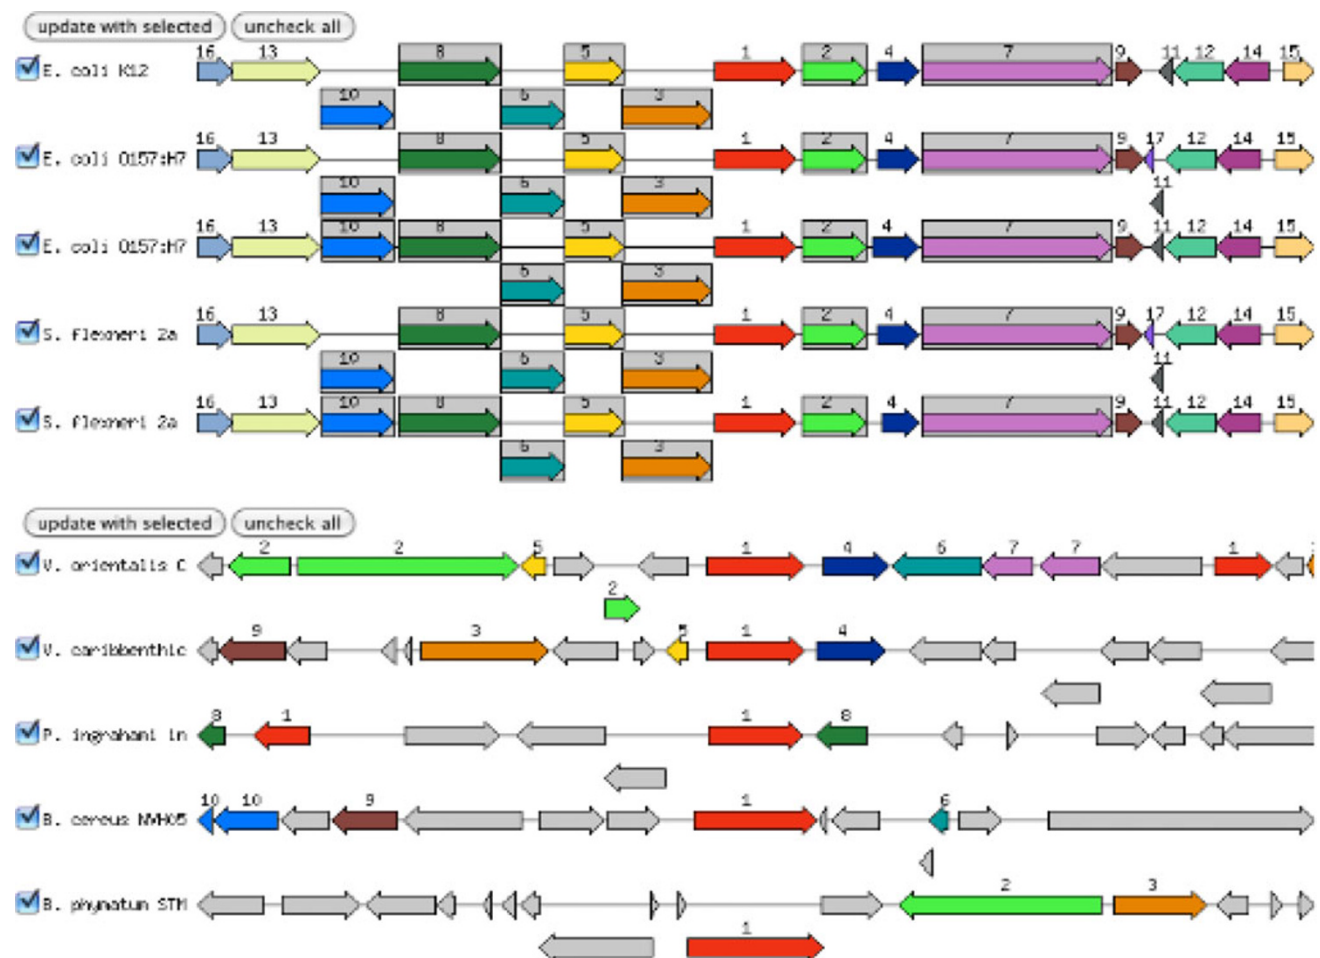 update with selected uncheck all
16 13 8 5 1 2 4 7 9 11 12 14 15
E. coli K12
10 6 3
16 13 8 5 1 2 4 7 9 17 12 14 15
E. coli O157:H7
10 6 3 11
16 13 10 8 5 1 2 4 7 9 11 12 14 15
E. coli O157:H7
6 3
16 13 8 5 1 2 4 7 9 17 12 14 15
S. flexneri 2a
10 6 3 11
16 13 10 8 5 1 2 4 7 9 11 12 14 15
S. flexneri 2a
6 3
update with selected uncheck all
2 2 5 1 4 6 7 7 1
V. orientalis C
2
9 3 5 1 4
V. caribbenthic
8 1 1 8
P. ingrahami in
10 10 9 1 6
B. cereus NVH05
2 3
B. phymatum STM
1